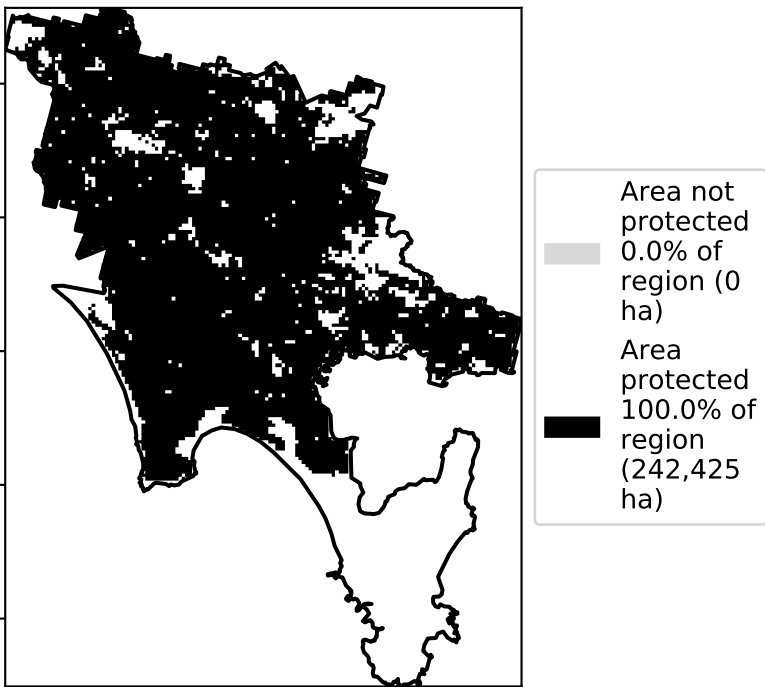 Area not
protected
0.0% of
region (0
ha)
Area
protected
100.0% of
region
(242,425
ha)